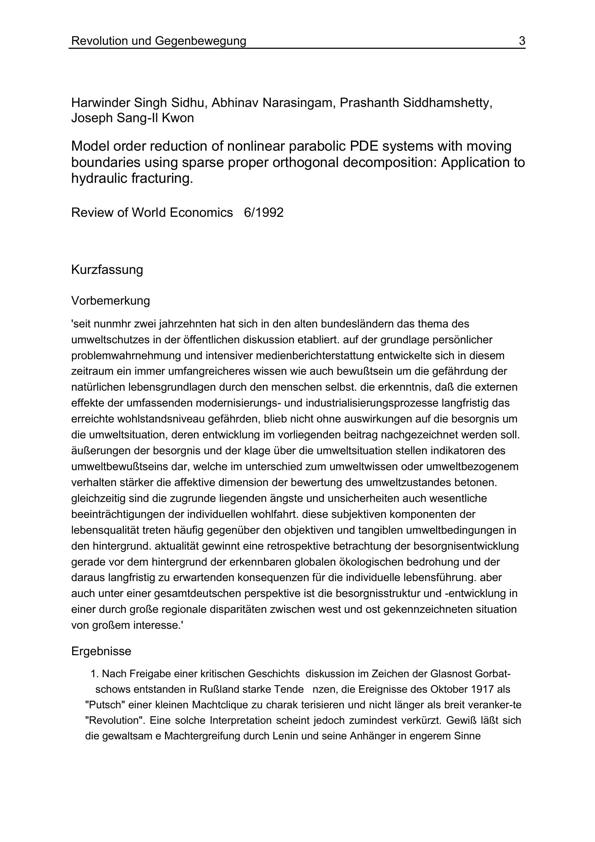 Revolution und Gegenbewegung 3
Harwinder Singh Sidhu, Abhinav Narasingam, Prashanth Siddhamshetty,
Joseph Sang-Il Kwon
Model order reduction of nonlinear parabolic PDE systems with moving
boundaries using sparse proper orthogonal decomposition: Application to
hydraulic fracturing.
Review of World Economics 6/1992
Kurzfassung
Vorbemerkung
'seit nunmhr zwei jahrzehnten hat sich in den alten bundesländern das thema des
umweltschutzes in der öffentlichen diskussion etabliert. auf der grundlage persönlicher
problemwahrnehmung und intensiver medienberichterstattung entwickelte sich in diesem
zeitraum ein immer umfangreicheres wissen wie auch bewußtsein um die gefährdung der
natürlichen lebensgrundlagen durch den menschen selbst. die erkenntnis, daß die externen
effekte der umfassenden modernisierungs- und industrialisierungsprozesse langfristig das
erreichte wohlstandsniveau gefährden, blieb nicht ohne auswirkungen auf die besorgnis um
die umweltsituation, deren entwicklung im vorliegenden beitrag nachgezeichnet werden soll.
äußerungen der besorgnis und der klage über die umweltsituation stellen indikatoren des
umweltbewußtseins dar, welche im unterschied zum umweltwissen oder umweltbezogenem
verhalten stärker die affektive dimension der bewertung des umweltzustandes betonen.
gleichzeitig sind die zugrunde liegenden ängste und unsicherheiten auch wesentliche
beeinträchtigungen der individuellen wohlfahrt. diese subjektiven komponenten der
lebensqualität treten häufig gegenüber den objektiven und tangiblen umweltbedingungen in
den hintergrund. aktualität gewinnt eine retrospektive betrachtung der besorgnisentwicklung
gerade vor dem hintergrund der erkennbaren globalen ökologischen bedrohung und der
daraus langfristig zu erwartenden konsequenzen für die individuelle lebensführung. aber
auch unter einer gesamtdeutschen perspektive ist die besorgnisstruktur und -entwicklung in
einer durch große regionale disparitäten zwischen west und ost gekennzeichneten situation
von großem interesse.'
Ergebnisse
1. Nach Freigabe einer kritischen Geschichts diskussion im Zeichen der Glasnost Gorbat-
schows entstanden in Rußland starke Tende nzen, die Ereignisse des Oktober 1917 als
"Putsch" einer kleinen Machtclique zu charak terisieren und nicht länger als breit veranker-te
"Revolution". Eine solche Interpretation scheint jedoch zumindest verkürzt. Gewiß läßt sich
die gewaltsam e Machtergreifung durch Lenin und seine Anhänger in engerem Sinne